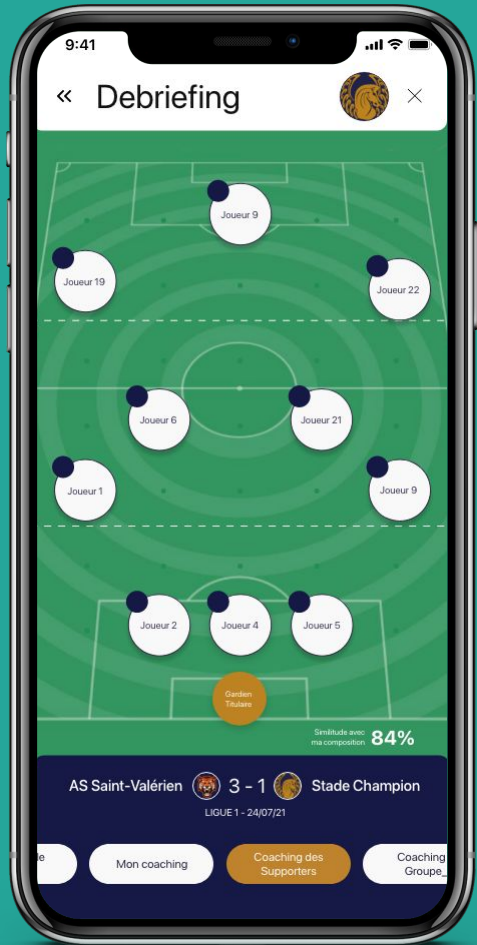 9:41
Debriefing
Joueur 9
Joueur 19
Joueur 22
Joueur 6
Joueur 21
Joueur 1
Joueur 9
Joueur 2
Joueur 4
Joueur 5
Gardien
Titulaire
Similitude avec
ma composition
84%
AS Saint-Valérien 3 - 1 Stade Champion
LIGUE 1 - 24/07/21
le
Mon coaching
Coaching des
Supporters
Coaching
Groupe_